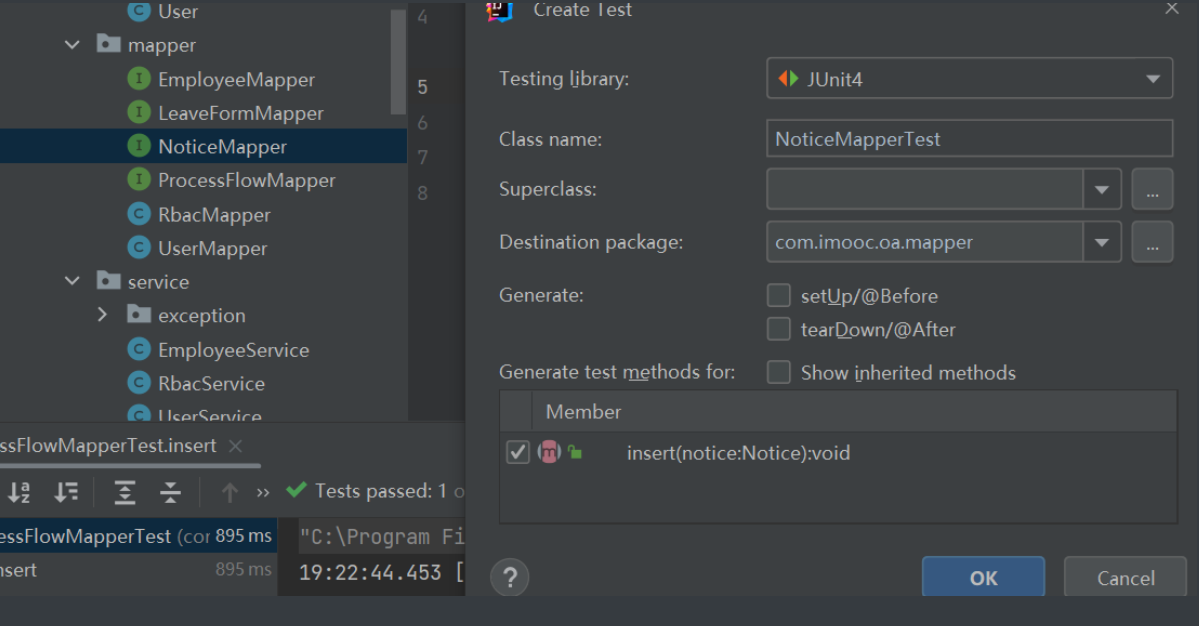 User
mapper
EmployeeMapper
LeaveFormMapper
NoticeMapper
ProcessFlowMapper
RbacMapper
UserMapper
service
exception
EmployeeService
RbacService
UserService
4
5
6
7
8
Create Test
Testing library:
JUnit4
Class name:
NoticeMapperTest
Superclass:
...
Destination package:
com.imooc.oa.mapper
...
Generate:
setUp/@Before
tearDown/@After
Generate test methods for:
Show inherited methods
Member
insert(notice:Notice):void
?
OK
Cancel
ssFlowMapperTest.insert
Tests passed: 1 o
essFlowMapperTest (cor 895 ms
nsert 895 ms
"C:\Program Fi
19:22:44.453 [